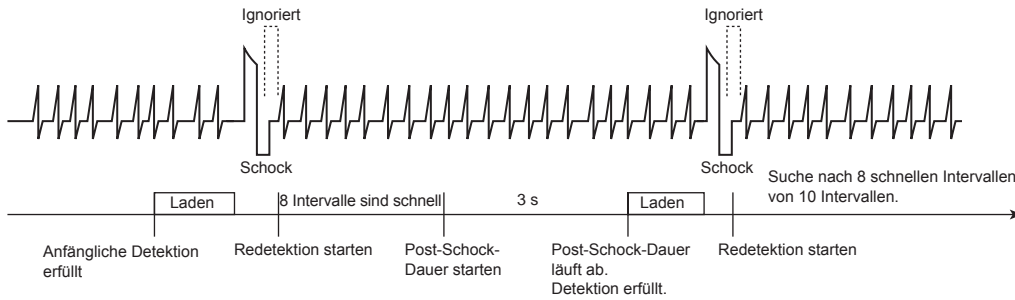 Ignoriert
Ignoriert
Schock
Schock
Suche nach 8 schnellen Intervallen
von 10 Intervallen.
Laden
8 Intervalle sind schnell
3 s
Laden
Anfängliche Detektion
erfüllt
Redetektion starten
Post-Schock-
Dauer starten
Post-Schock-Dauer
läuft ab.
Detektion erfüllt.
Redetektion starten